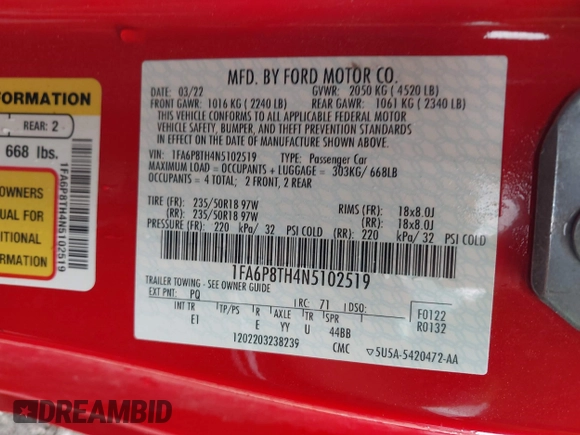 FORMATION
REAR: 2
668 lbs.
OWNERS
UAL FOR
ITIONAL
RMATION
1FA6P8TH4N5102519
MFD. BY FORD MOTOR CO.
03/22 GVWR: 2050 KG ( 4520 LB)
FRONT GAWR: 1016 KG ( 2240 LB) REAR GAWR: 1061 KG ( 2340 LB)
THIS VEHICLE CONFORMS TO ALL APPLICABLE FEDERAL MOTOR
VEHICLE SAFETY, BUMPER, AND THEFT PREVENTION STANDARDS
IN EFFECT ON THE DATE OF MANUFACTURE SHOWN ABOVE.
VIN: 1FA6P8TH4N5102519 TYPE: Passenger Car
MAXIMUM LOAD = OCCUPANTS + LUGGAGE = 303KG/ 668LB
OCCUPANTS = 4 TOTAL; 2 FRONT, 2 REAR
TIRE (FR): 235/50R18 97W RIMS (FR): 18x8.0J
(RR): 235/50R18 97W (RR): 18x8.0J
PRESSURE (FR): 220 kPa/ 32 PSI COLD (RR): 220 kPa/ 32 PSI COLD
1FA6P8TH4N5102519
TRAILER TOWING - SEE OWNER GUIDE
EXT PNT: PQ RC: 71 DSO: F0122
R0132
INT TR TP/PS R AXLE TR SPR
EI E YY U 44BB
1202203238239 CMC ▽5U5A-5420472-AA
DREAMBID